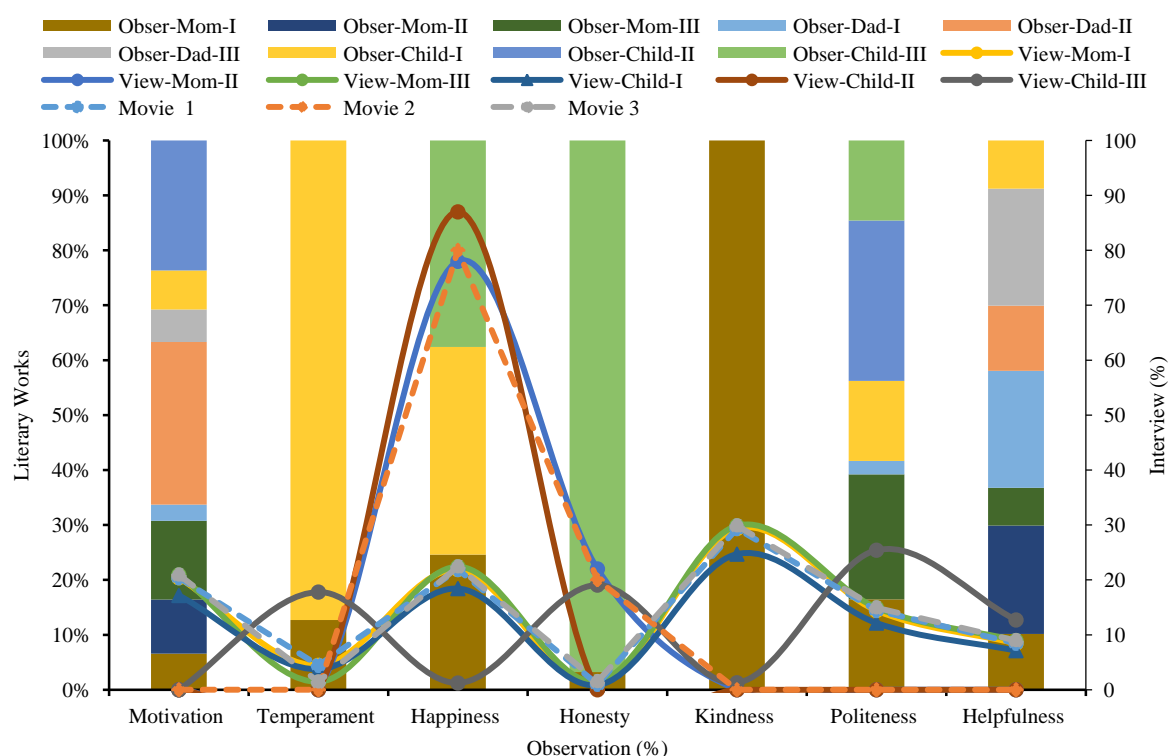 Obser-Mom-I Obser-Mom-II Obser-Mom-III Obser-Dad-I Obser-Dad-II
Obser-Dad-III Obser-Child-I Obser-Child-II Obser-Child-III View-Mom-I
View-Mom-II View-Mom-III View-Child-I View-Child-II View-Child-III
Movie 1 Movie 2 Movie 3
100% 100
90% 90
80% 80
70% 70
60% 60
50% 50
40% 40
30% 30
20% 20
10% 10
0% 0
Literary Works
Interview (%)
Motivation Temperament Happiness Honesty Kindness Politeness Helpfulness
Observation (%)